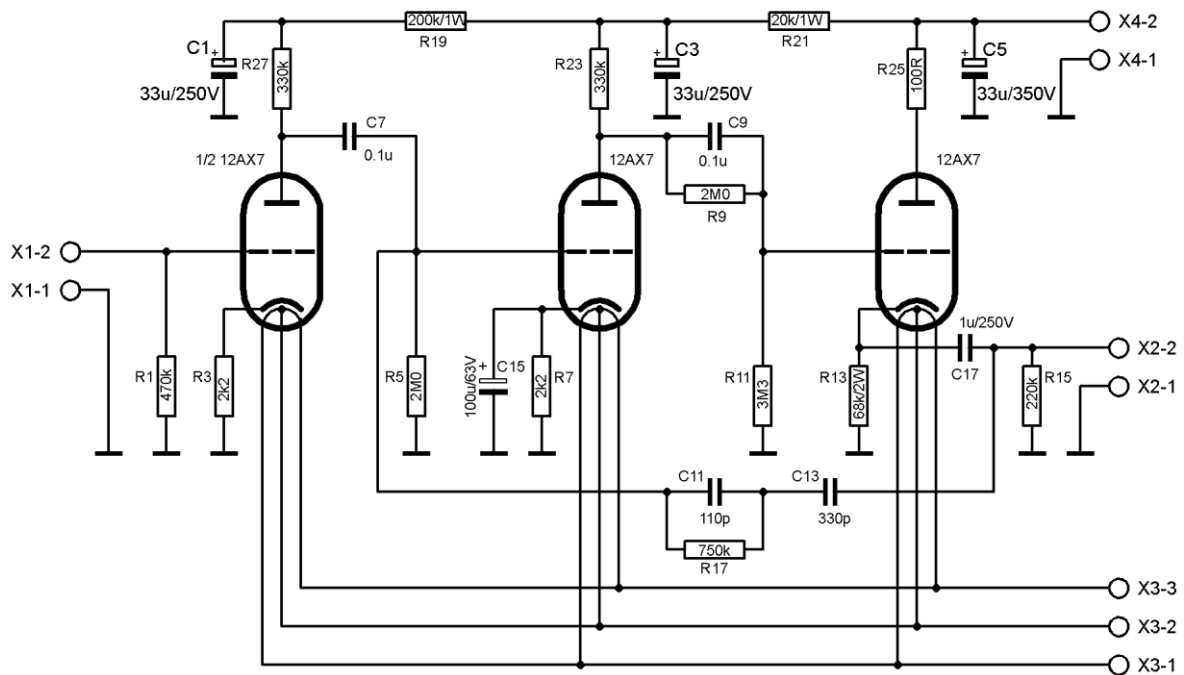 200k/1W
20k/1W
X4-2
R19
R21
C1
+
R27
330k
R23
330k
+
C3
R25
100R
+
C5
X4-1
33u/250V
33u/250V
33u/350V
C7
C9
1/2 12AX7
0.1u
12AX7
0.1u
12AX7
2M0
R9
X1-2
X1-1
1u/250V
X2-2
R1
470k
R3
2k2
R5
2M0
100u/63V
+
C15
R7
2k2
R11
3M3
R13
68k/2W
C17
R15
220k
X2-1
C11
C13
110p
330p
750k
R17
X3-3
X3-2
X3-1